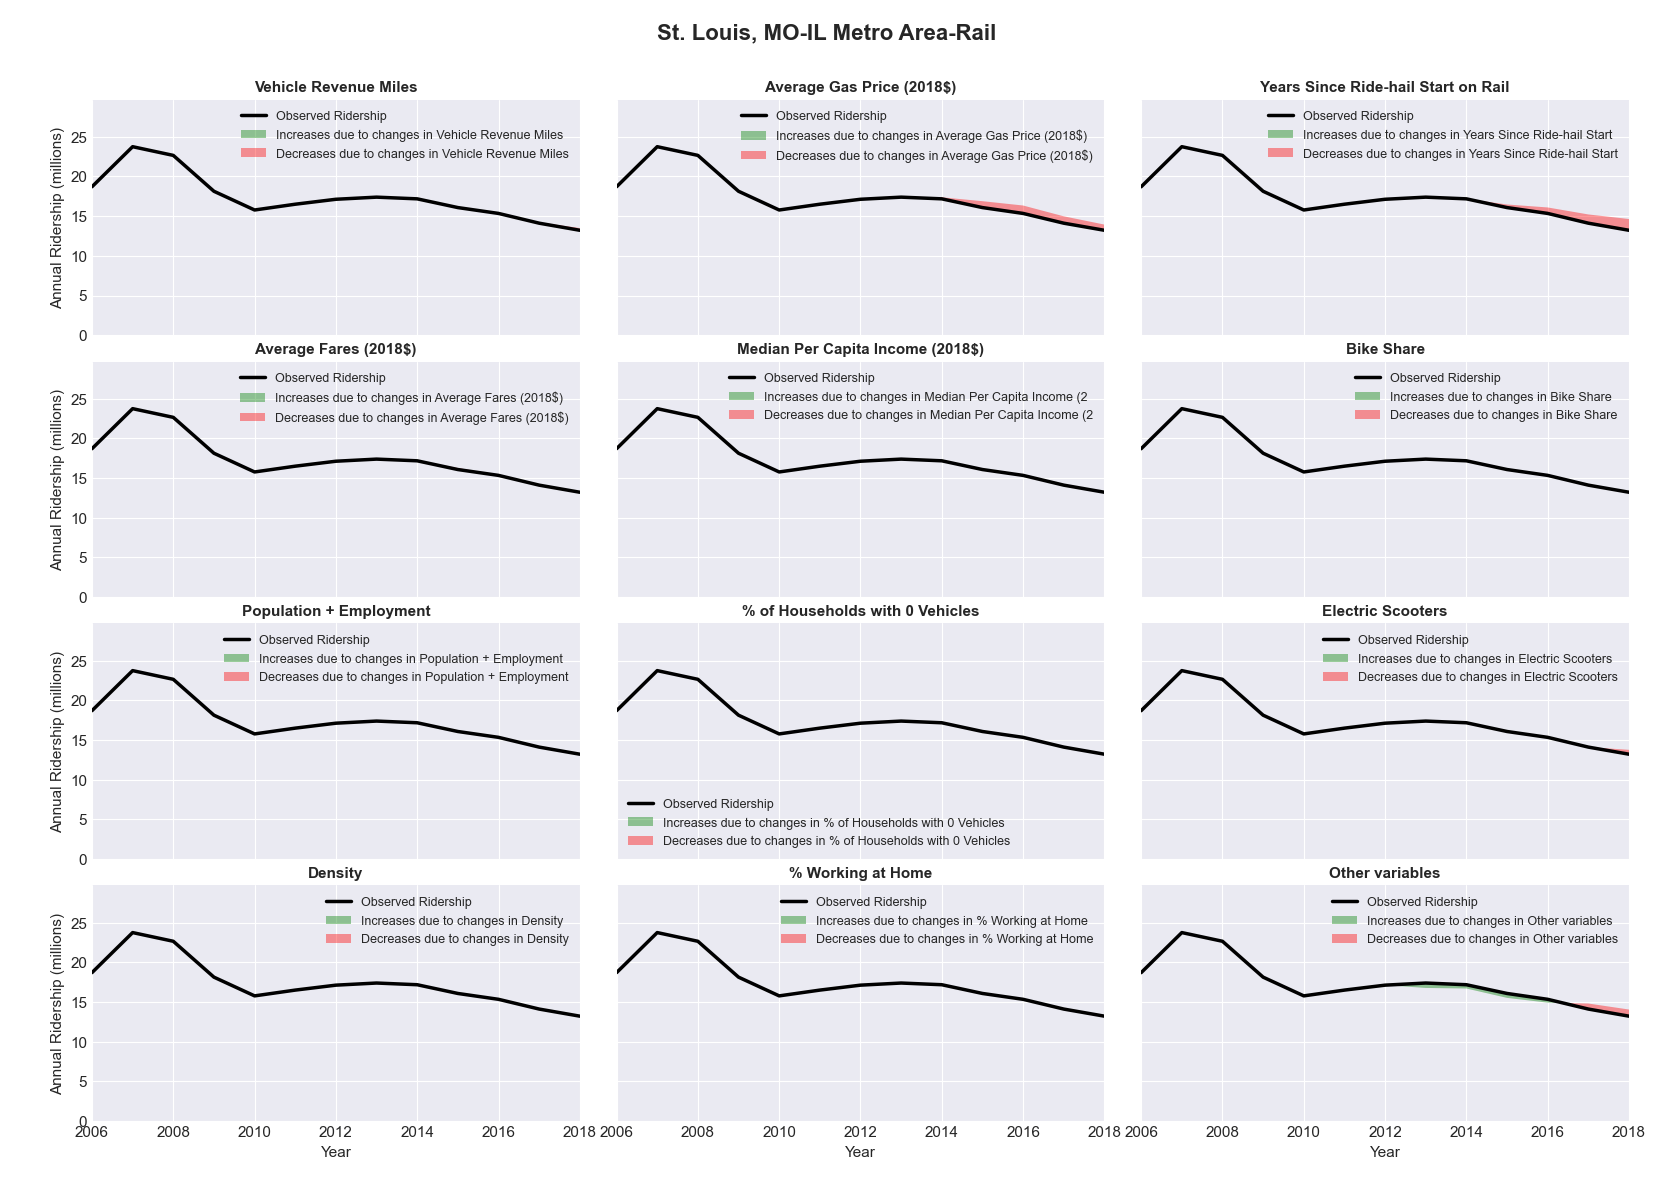 St. Louis, MO-IL Metro Area-Rail
Vehicle Revenue Miles
Observed Ridership
Increases due to changes in Vehicle Revenue Miles
Decreases due to changes in Vehicle Revenue Miles
Annual Ridership (millions)
25
20
15
10
5
0
Average Gas Price (2018$)
Observed Ridership
Increases due to changes in Average Gas Price (2018$)
Decreases due to changes in Average Gas Price (2018$)
Years Since Ride-hail Start on Rail
Observed Ridership
Increases due to changes in Years Since Ride-hail Start
Decreases due to changes in Years Since Ride-hail Start
Average Fares (2018$)
Observed Ridership
Increases due to changes in Average Fares (2018$)
Decreases due to changes in Average Fares (2018$)
Annual Ridership (millions)
25
20
15
10
5
0
Median Per Capita Income (2018$)
Observed Ridership
Increases due to changes in Median Per Capita Income (2
Decreases due to changes in Median Per Capita Income (2
Bike Share
Observed Ridership
Increases due to changes in Bike Share
Decreases due to changes in Bike Share
Population + Employment
Observed Ridership
Increases due to changes in Population + Employment
Decreases due to changes in Population + Employment
Annual Ridership (millions)
25
20
15
10
5
0
% of Households with 0 Vehicles
Observed Ridership
Increases due to changes in % of Households with 0 Vehicles
Decreases due to changes in % of Households with 0 Vehicles
Electric Scooters
Observed Ridership
Increases due to changes in Electric Scooters
Decreases due to changes in Electric Scooters
Density
Observed Ridership
Increases due to changes in Density
Decreases due to changes in Density
Annual Ridership (millions)
25
20
15
10
5
0
2006 2008 2010 2012 2014 2016 2018
Year
% Working at Home
Observed Ridership
Increases due to changes in % Working at Home
Decreases due to changes in % Working at Home
2006 2008 2010 2012 2014 2016 2018
Year
Other variables
Observed Ridership
Increases due to changes in Other variables
Decreases due to changes in Other variables
2006 2008 2010 2012 2014 2016 2018
Year